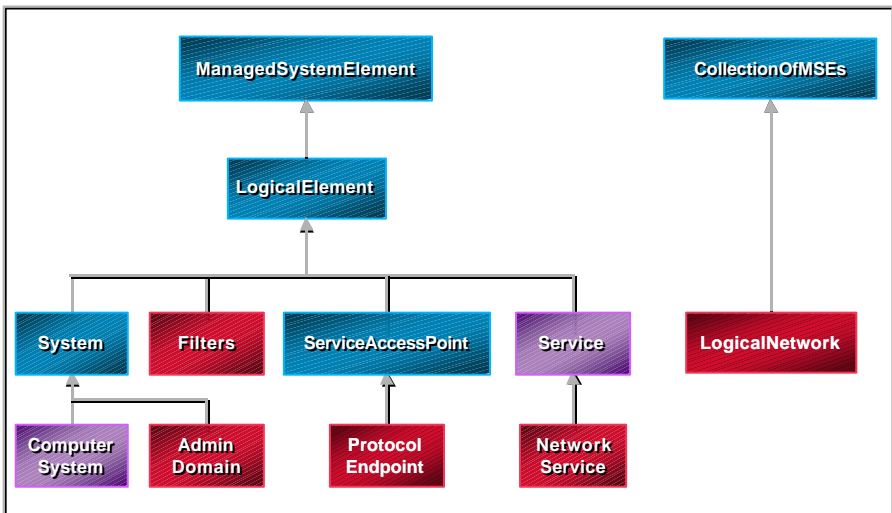 ManagedSystemElement
CollectionOfMSEs
LogicalElement
System
Filters
ServiceAccessPoint
Service
LogicalNetwork
Computer
System
Admin
Domain
Protocol
Endpoint
Network
Service